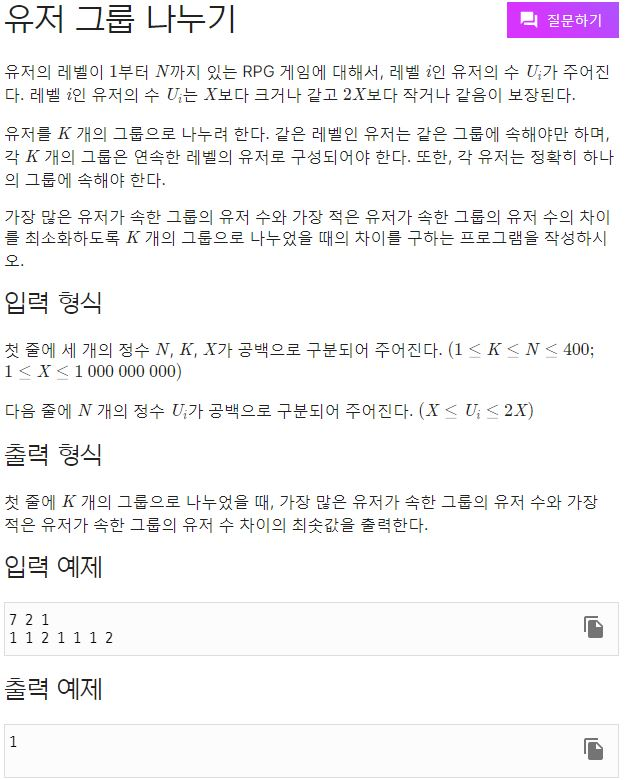 유저 그룹 나누기
질문하기
유저의 레벨이 1부터 N까지 있는 RPG 게임에 대해서, 레벨 i인 유저의 수 U_i가 주어진
다. 레벨 i인 유저의 수 U_i는 X보다 크거나 같고 2X보다 작거나 같음이 보장된다.
유저를 K 개의 그룹으로 나누려 한다. 같은 레벨인 유저는 같은 그룹에 속해야만 하며,
각 K 개의 그룹은 연속한 레벨의 유저로 구성되어야 한다. 또한, 각 유저는 정확히 하나
의 그룹에 속해야 한다.
가장 많은 유저가 속한 그룹의 유저 수와 가장 적은 유저가 속한 그룹의 유저 수의 차이
를 최소화하도록 K 개의 그룹으로 나누었을 때의 차이를 구하는 프로그램을 작성하시
오.
입력 형식
첫 줄에 세 개의 정수 N, K, X가 공백으로 구분되어 주어진다. (1 ≤ K ≤ N ≤ 400;
1 ≤ X ≤ 1 000 000 000)
다음 줄에 N 개의 정수 U_i가 공백으로 구분되어 주어진다. (X ≤ U_i ≤ 2X)
출력 형식
첫 줄에 K 개의 그룹으로 나누었을 때, 가장 많은 유저가 속한 그룹의 유저 수와 가장
적은 유저가 속한 그룹의 유저 수 차이의 최솟값을 출력한다.
입력 예제
7 2 1
1 1 2 1 1 1 2
출력 예제
1